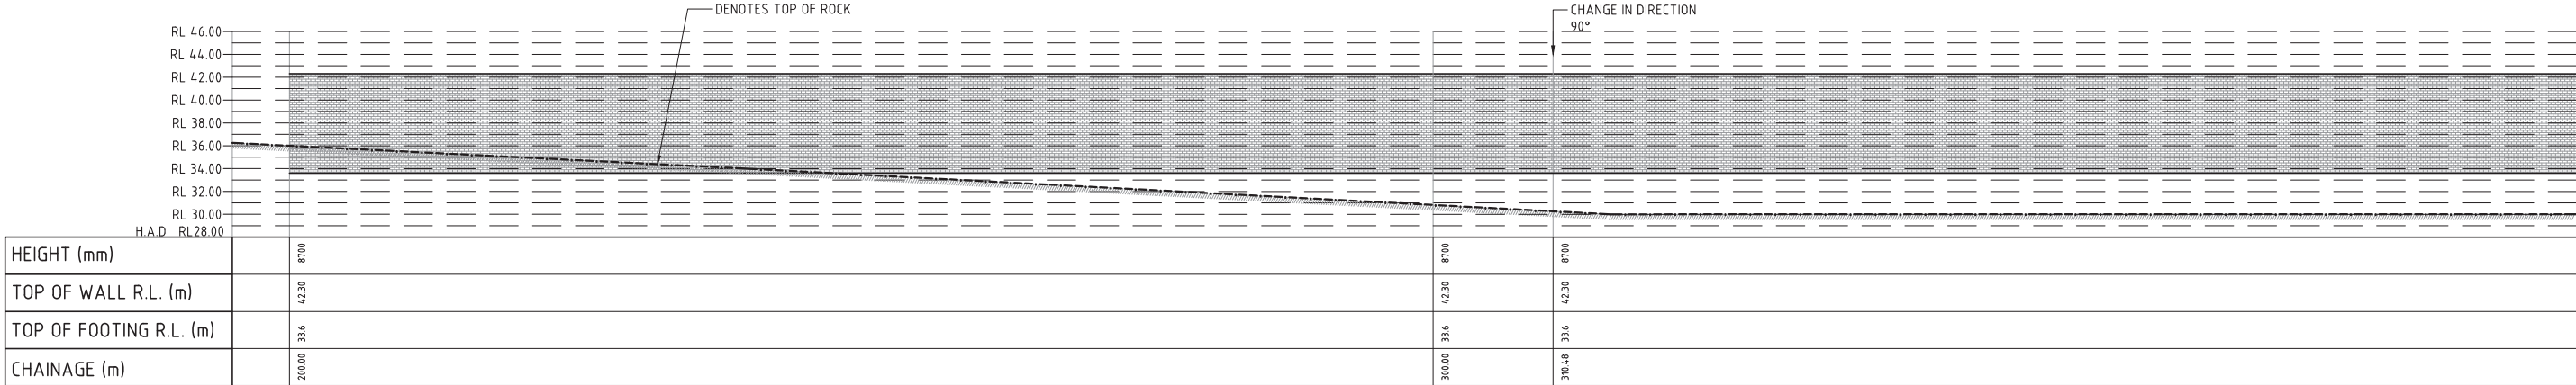 DENOTES TOP OF ROCK
CHANGE IN DIRECTION
90°
RL 46.00
RL 44.00
RL 42.00
RL 40.00
RL 38.00
RL 36.00
RL 34.00
RL 32.00
RL 30.00
H.A.D RL28.00
HEIGHT (mm) 8700 8700 8700
TOP OF WALL R.L. (m) 42.30 42.30 42.30
TOP OF FOOTING R.L. (m) 33.6 33.6 33.6
CHAINAGE (m) 200.00 300.00 310.48